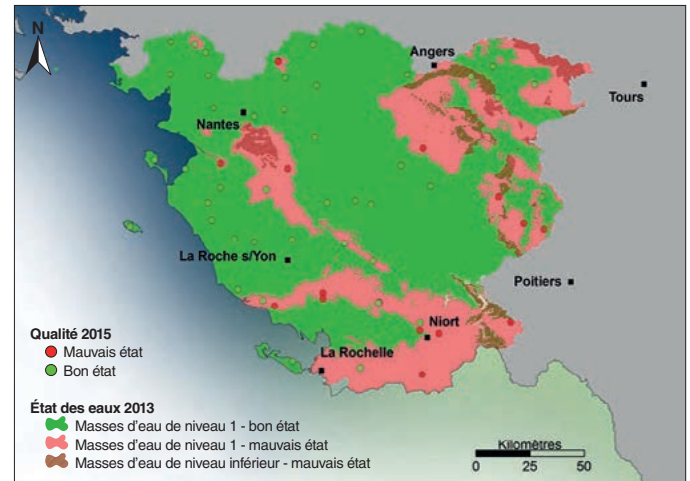 N
Angers
Tours
Nantes
La Roche s/Yon
Poitiers
Niort
La Rochelle
Qualité 2015
Mauvais état
Bon état
État des eaux 2013
Masses d'eau de niveau 1 - bon état
Masses d'eau de niveau 1 - mauvais état
Masses d'eau de niveau inférieur - mauvais état
Kilomètres
0 25 50